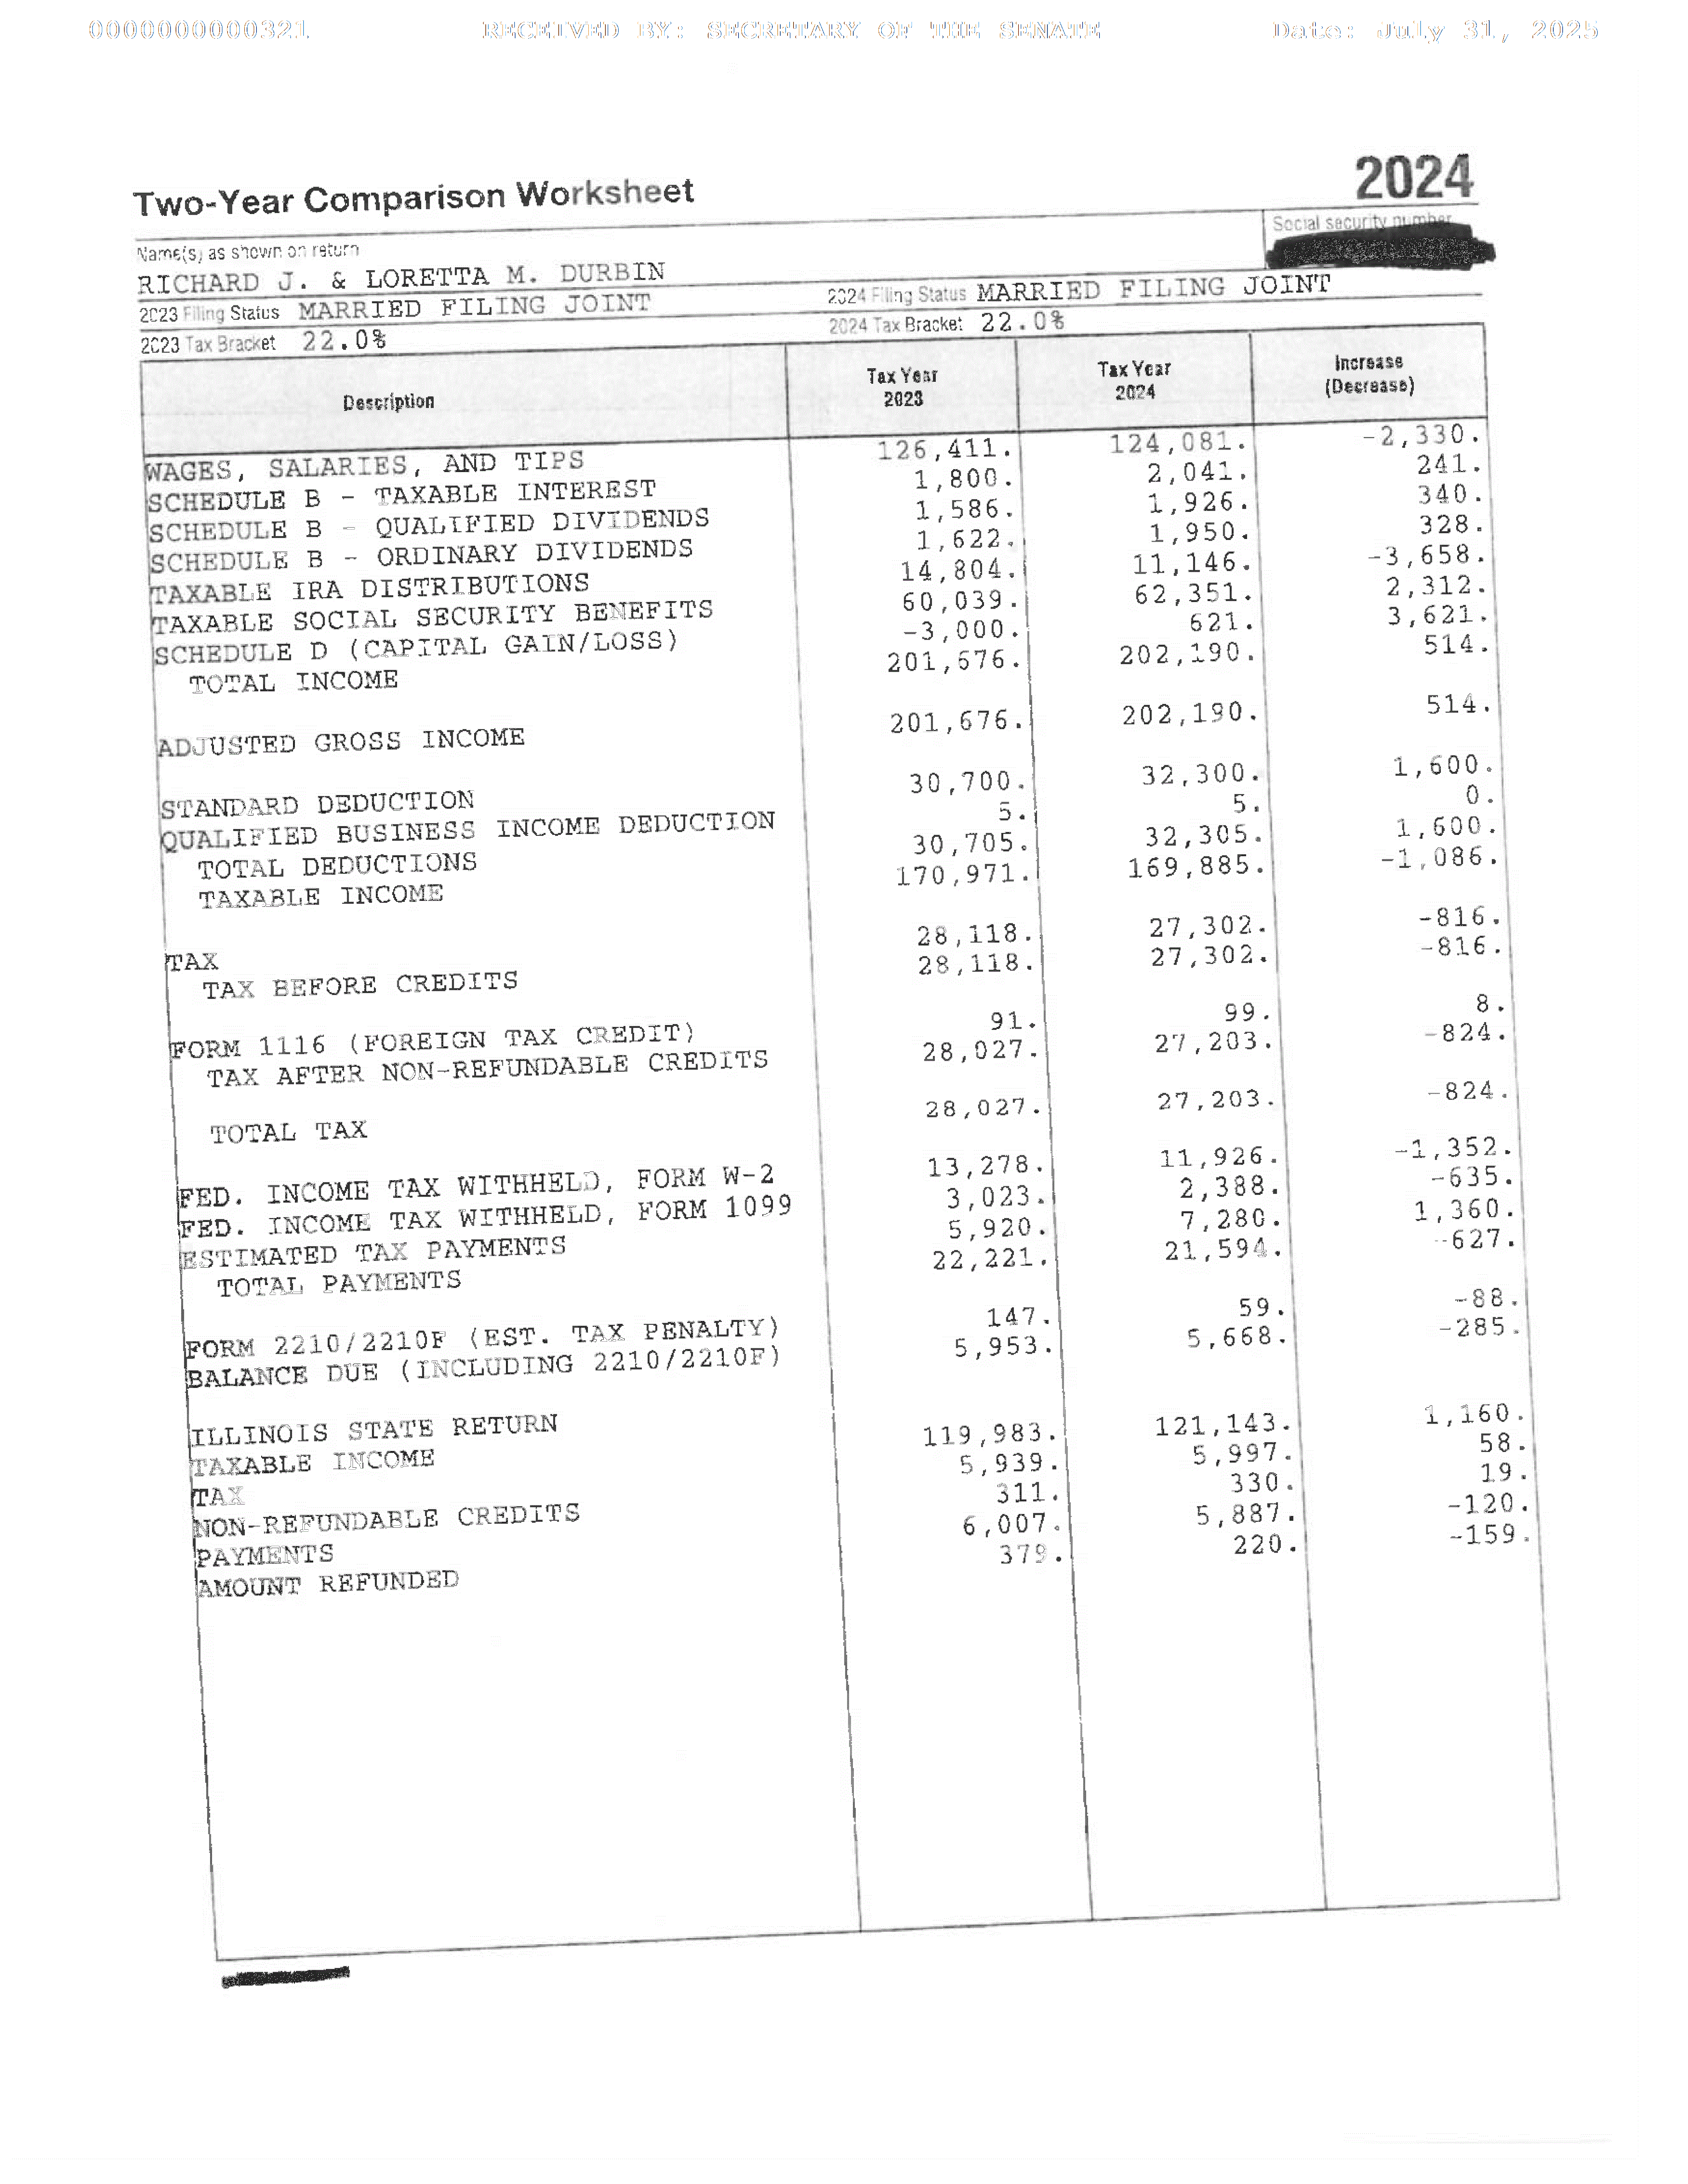 0000000000321 RECEIVED BY: SECRETARY OF THE SENATE Date: July 31, 2025
Two-Year Comparison Worksheet 2024
Name(s) as shown on return Social security number
RICHARD J. & LORETTA M. DURBIN
2023 Filing Status MARRIED FILING JOINT 2024 Filing Status MARRIED FILING JOINT
2023 Tax Bracket 22.0% 2024 Tax Bracket 22.0%
Description Tax Year 2023 Tax Year 2024 Increase (Decrease)
WAGES, SALARIES, AND TIPS 126,411. 124,081. -2,330.
SCHEDULE B - TAXABLE INTEREST 1,800. 2,041. 241.
SCHEDULE B - QUALIFIED DIVIDENDS 1,586. 1,926. 340.
SCHEDULE B - ORDINARY DIVIDENDS 1,622. 1,950. 328.
TAXABLE IRA DISTRIBUTIONS 14,804. 11,146. -3,658.
TAXABLE SOCIAL SECURITY BENEFITS 60,039. 62,351. 2,312.
SCHEDULE D (CAPITAL GAIN/LOSS) -3,000. 621. 3,621.
TOTAL INCOME 201,676. 202,190. 514.
ADJUSTED GROSS INCOME 201,676. 202,190. 514.
STANDARD DEDUCTION 30,700. 32,300. 1,600.
QUALIFIED BUSINESS INCOME DEDUCTION 5. 5. 0.
TOTAL DEDUCTIONS 30,705. 32,305. 1,600.
TAXABLE INCOME 170,971. 169,885. -1,086.
TAX 28,118. 27,302. -816.
TAX BEFORE CREDITS 28,118. 27,302. -816.
FORM 1116 (FOREIGN TAX CREDIT) 91. 99. 8.
TAX AFTER NON-REFUNDABLE CREDITS 28,027. 27,203. -824.
TOTAL TAX 28,027. 27,203. -824.
FED. INCOME TAX WITHHELD, FORM W-2 13,278. 11,926. -1,352.
FED. INCOME TAX WITHHELD, FORM 1099 3,023. 2,388. -635.
ESTIMATED TAX PAYMENTS 5,920. 7,280. 1,360.
TOTAL PAYMENTS 22,221. 21,594. -627.
FORM 2210/2210F (EST. TAX PENALTY) 147. 59. -88.
BALANCE DUE (INCLUDING 2210/2210F) 5,953. 5,668. -285.
ILLINOIS STATE RETURN
TAXABLE INCOME 119,983. 121,143. 1,160.
TAX 5,939. 5,997. 58.
NON-REFUNDABLE CREDITS 311. 330. 19.
PAYMENTS 6,007. 5,887. -120.
AMOUNT REFUNDED 379. 220. -159.